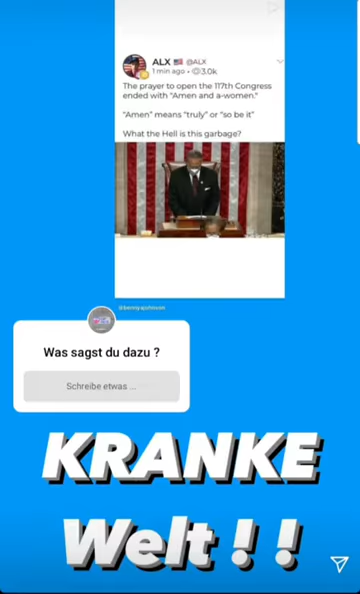 ALX 🇺🇸 @ALX
1 min ago • 3.0k
The prayer to open the 117th Congress
ended with "Amen and a-women."
"Amen" means "truly" or "so be it"
What the Hell is this garbage?
@bennyjohnson
Was sagst du dazu ?
Schreibe etwas ...
KRANKE
Welt ! !